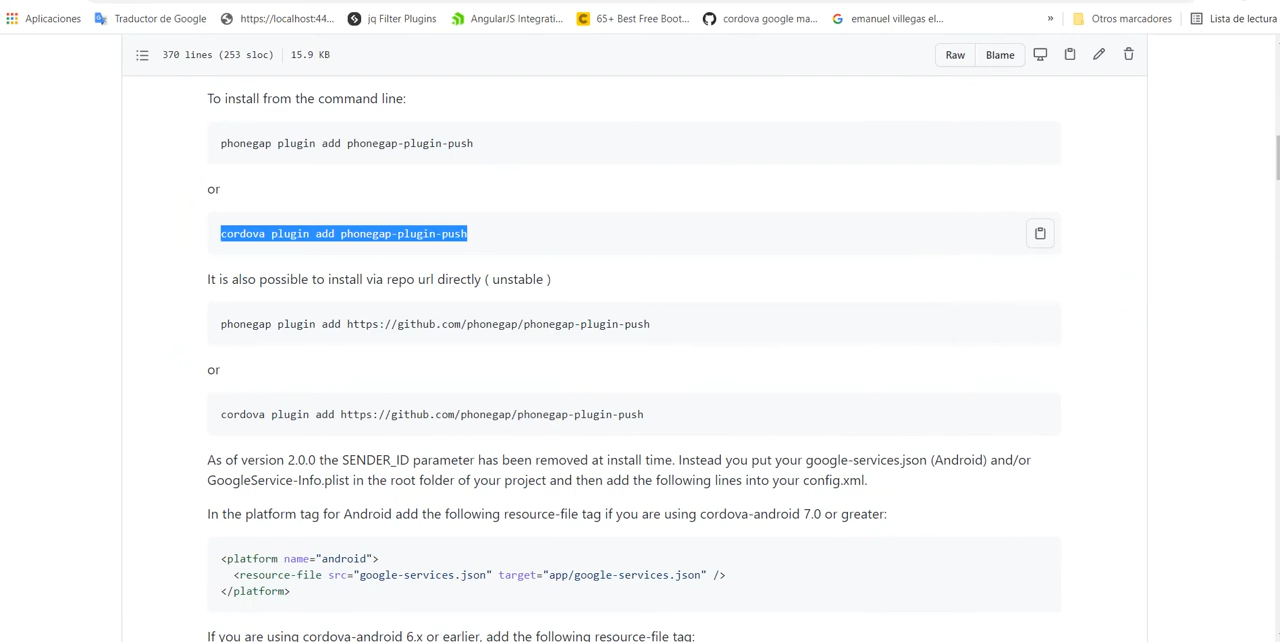 Aplicaciones Traductor de Google https://localhost:44... jq Filter Plugins AngularJS Integrati... 65+ Best Free Boot... cordova google ma... emanuel villegas el... » Otros marcadores Lista de lectura
370 lines (253 sloc) 15.9 KB Raw Blame
To install from the command line:
phonegap plugin add phonegap-plugin-push
or
cordova plugin add phonegap-plugin-push
It is also possible to install via repo url directly ( unstable )
phonegap plugin add https://github.com/phonegap/phonegap-plugin-push
or
cordova plugin add https://github.com/phonegap/phonegap-plugin-push
As of version 2.0.0 the SENDER_ID parameter has been removed at install time. Instead you put your google-services.json (Android) and/or
GoogleService-Info.plist in the root folder of your project and then add the following lines into your config.xml.
In the platform tag for Android add the following resource-file tag if you are using cordova-android 7.0 or greater:
<platform name="android">
<resource-file src="google-services.json" target="app/google-services.json" />
</platform>
If you are using cordova-android 6.x or earlier, add the following resource-file tag: